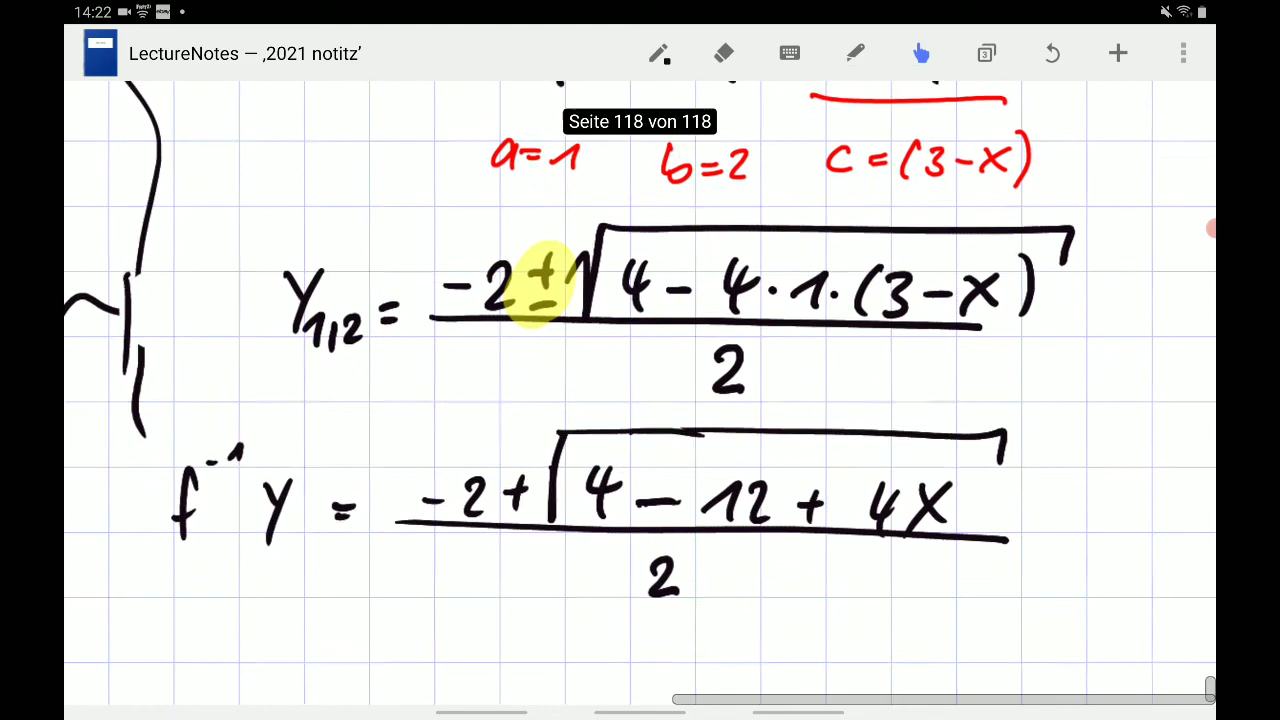 14:22
LectureNotes — ‚2021 notitz’
3
Seite 118 von 118
a=1 b=2 c=(3-x)
y1,2 = -2±√4-4·1·(3-x)
2
f⁻¹ y = -2+√4-12+4x
2